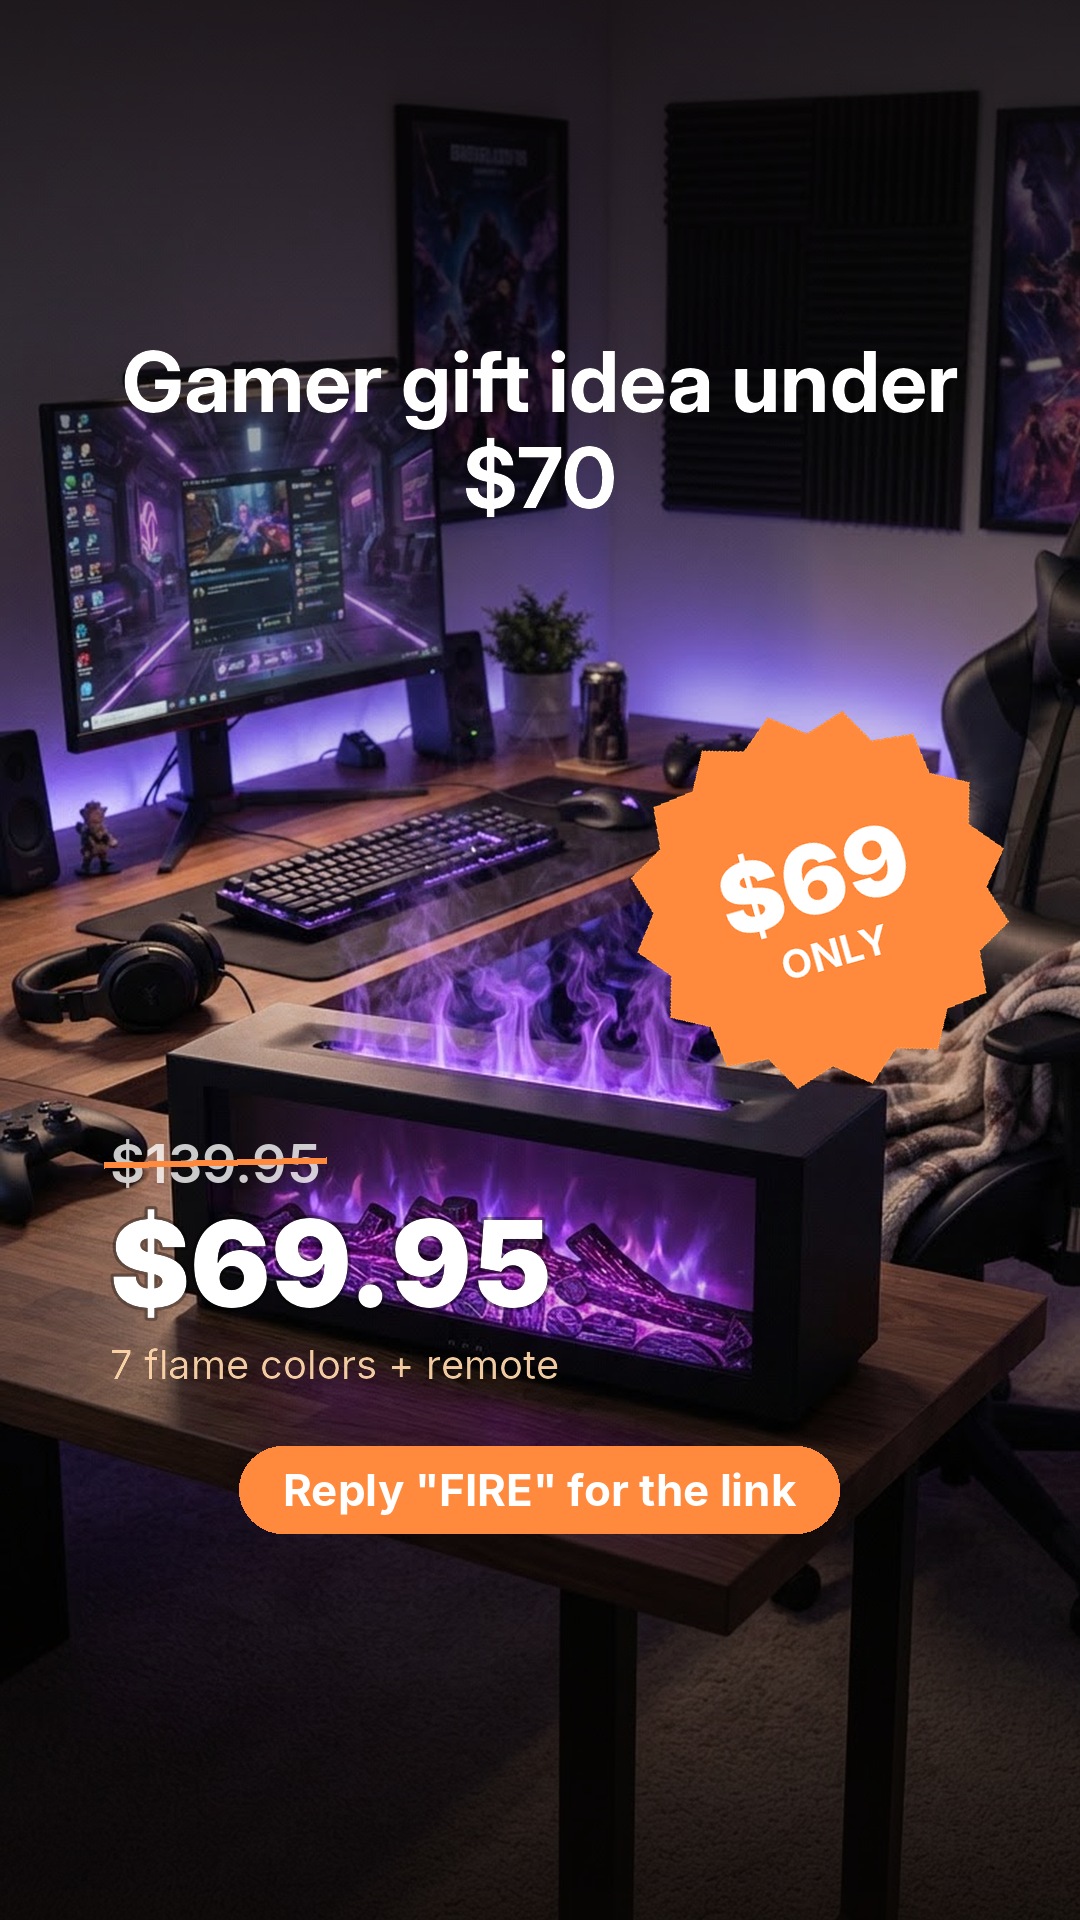 Gamer gift idea under
$70
$69
ONLY
$139.95
$69.95
7 flame colors + remote
Reply "FIRE" for the link